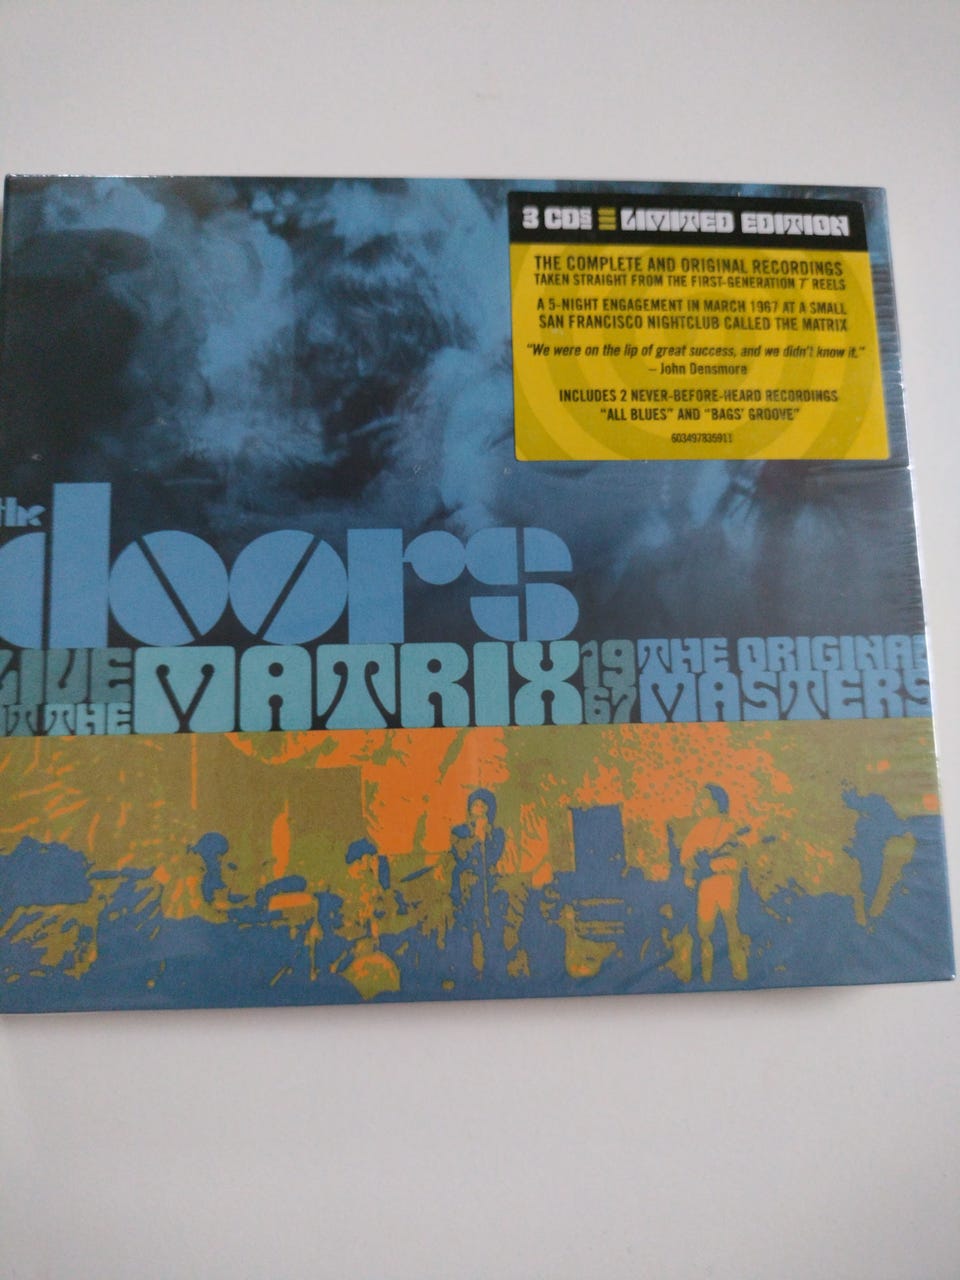 3 CDs LIMITED EDITION
THE COMPLETE AND ORIGINAL RECORDINGS
TAKEN STRAIGHT FROM THE FIRST-GENERATION 7" REELS
A 5-NIGHT ENGAGEMENT IN MARCH 1967 AT A SMALL
SAN FRANCISCO NIGHTCLUB CALLED THE MATRIX
"We were on the lip of great success, and we didn't know it."
– John Densmore
INCLUDES 2 NEVER-BEFORE-HEARD RECORDINGS
"ALL BLUES" AND "BAGS' GROOVE"
603497835911
the
doors
LIVE
AT THE
MATRIX
19
67
THE ORIGINAL
MASTERS